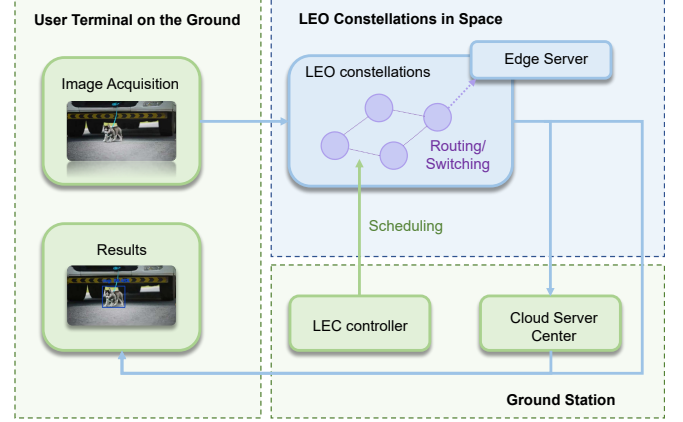 User Terminal on the Ground
Image Acquisition
Results
LEO Constellations in Space
LEO constellations
Edge Server
Routing/
Switching
Scheduling
LEC controller
Cloud Server
Center
Ground Station